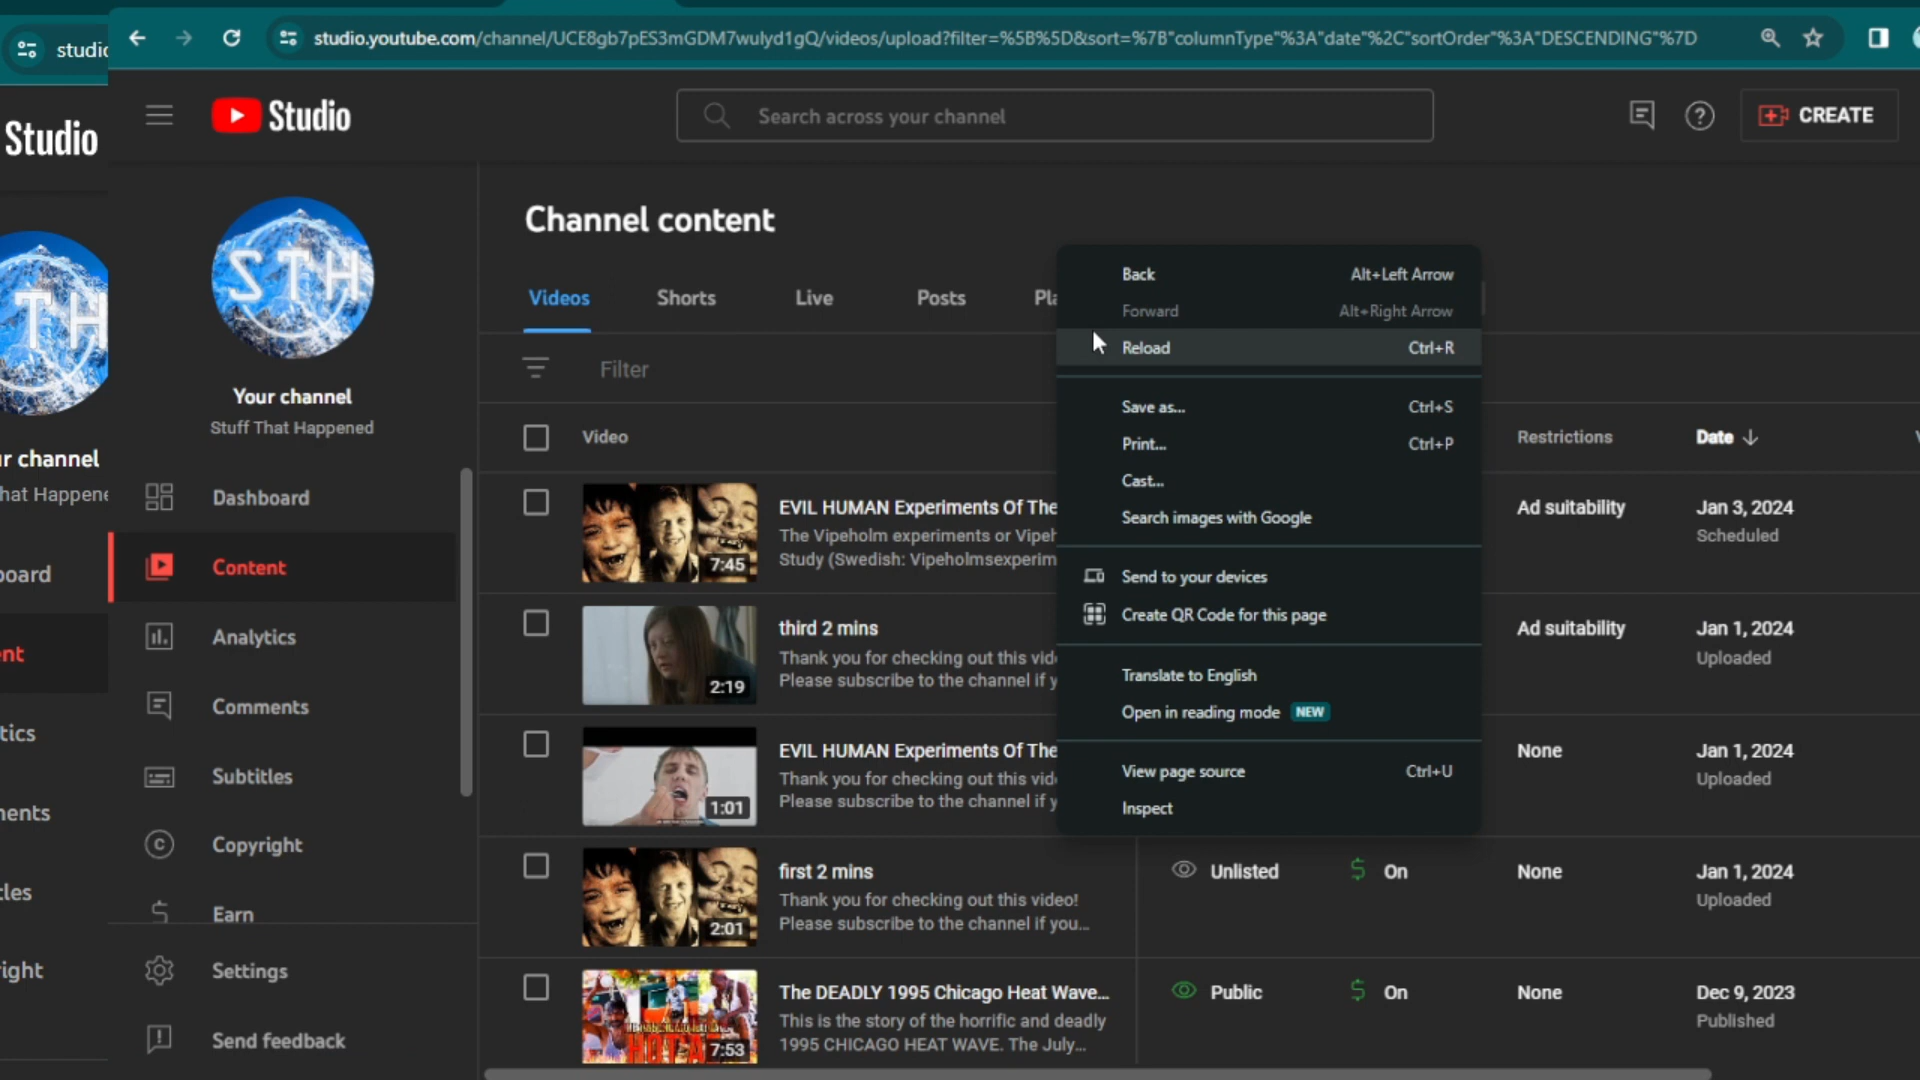 studio.youtube.com/channel/UCE8gb7pES3mGDM7wulyd1gQ/videos/upload?filter=%5B%5D&sort=%7B"columnType"%3A"date"%2C"sortOrder"%3A"DESCENDING"%7D
studio
Studio
Studio
Search across your channel
CREATE
STH
TH
Your channel
Stuff That Happened
r channel
hat Happene
Dashboard
Content
Analytics
Comments
Subtitles
Copyright
Earn
Settings
Send feedback
board
nt
tics
ents
tles
right
Channel content
Videos
Shorts
Live
Posts
Pla
Filter
Video
Restrictions
Date
EVIL HUMAN Experiments Of The
The Vipeholm experiments or Vipeh
Study (Swedish: Vipeholmsexperim
7:45
Ad suitability
Jan 3, 2024
Scheduled
third 2 mins
Thank you for checking out this vid
Please subscribe to the channel if y
2:19
Ad suitability
Jan 1, 2024
Uploaded
EVIL HUMAN Experiments Of The
Thank you for checking out this vid
Please subscribe to the channel if y
1:01
None
Jan 1, 2024
Uploaded
first 2 mins
Thank you for checking out this video!
Please subscribe to the channel if you...
2:01
Unlisted
On
None
Jan 1, 2024
Uploaded
The DEADLY 1995 Chicago Heat Wave...
This is the story of the horrific and deadly
1995 CHICAGO HEAT WAVE. The July...
7:53
Public
On
None
Dec 9, 2023
Published
Back Alt+Left Arrow
Forward Alt+Right Arrow
Reload Ctrl+R
Save as... Ctrl+S
Print... Ctrl+P
Cast...
Search images with Google
Send to your devices
Create QR Code for this page
Translate to English
Open in reading mode NEW
View page source Ctrl+U
Inspect